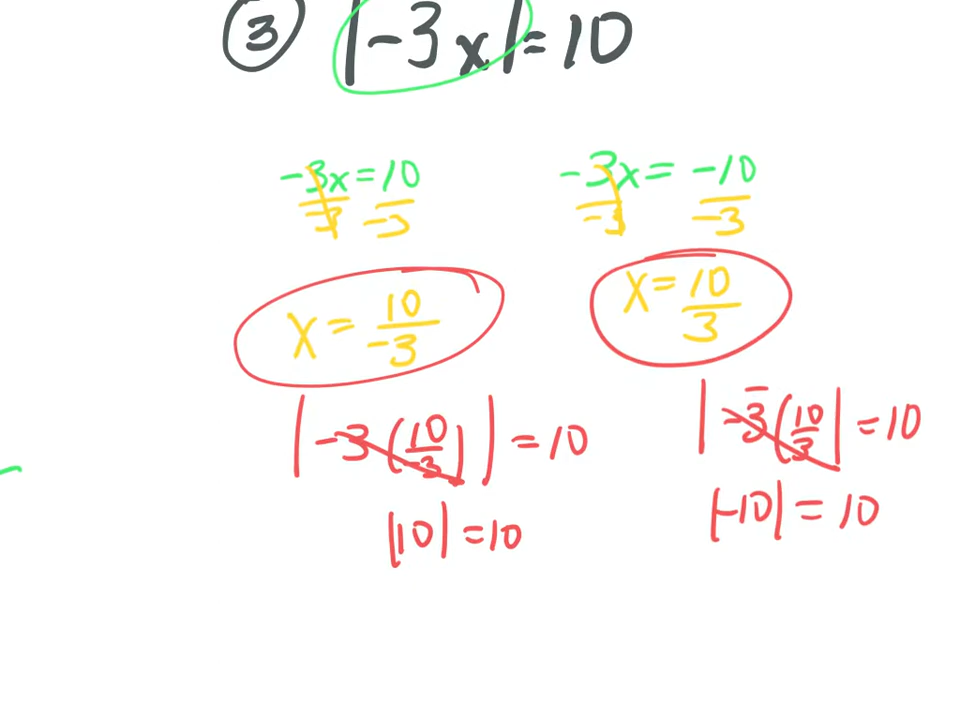 ③ |-3x| = 10
-3x = 10
-3 -3
-3x = -10
-3 -3
x = 10/-3
x = 10/3
|-3(10/-3)| = 10
|10| = 10
|-3(10/3| = 10
|-10| = 10